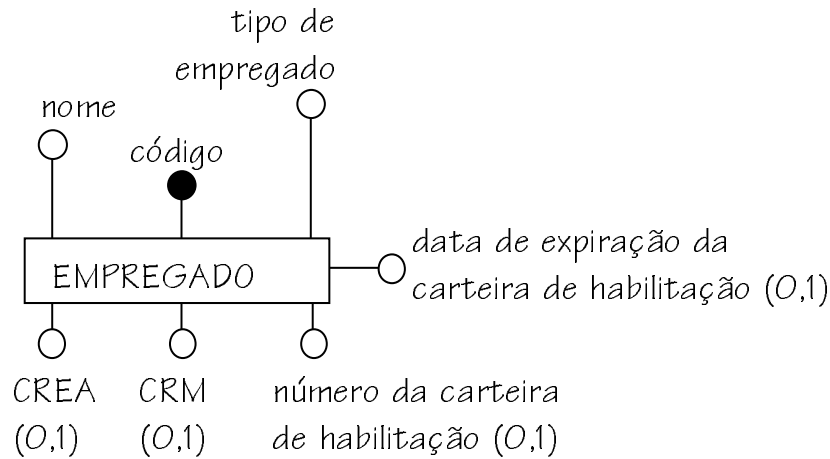 tipo de
empregado
nome
código
EMPREGADO
data de expiração da
carteira de habilitação (0,1)
CREA
(0,1)
CRM
(0,1)
número da carteira
de habilitação (0,1)